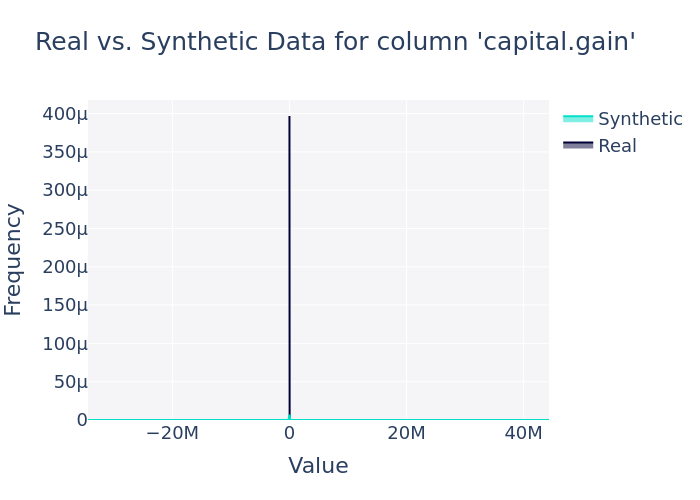 Real vs. Synthetic Data for column 'capital.gain'
Synthetic
Real
Frequency
400μ
350μ
300μ
250μ
200μ
150μ
100μ
50μ
0
−20M
0
20M
40M
Value